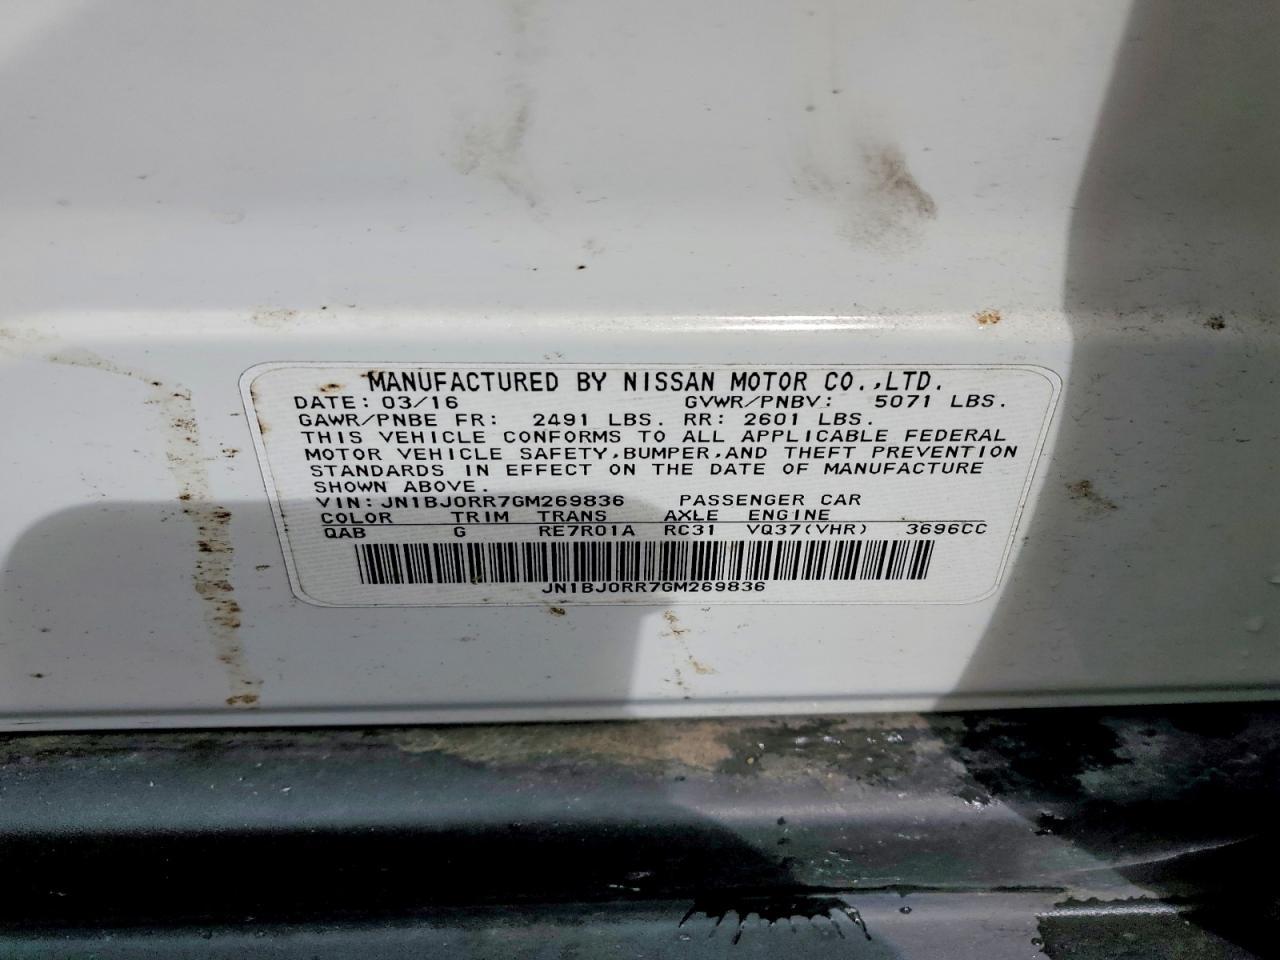 MANUFACTURED BY NISSAN MOTOR CO.,LTD.
DATE: 03/16 GVWR/PNBV: 5071 LBS.
GAWR/PNBE FR: 2491 LBS. RR: 2601 LBS.
THIS VEHICLE CONFORMS TO ALL APPLICABLE FEDERAL
MOTOR VEHICLE SAFETY,BUMPER,AND THEFT PREVENTION
STANDARDS IN EFFECT ON THE DATE OF MANUFACTURE
SHOWN ABOVE.
VIN:JN1BJ0RR7GM269836 PASSENGER CAR
COLOR TRIM TRANS AXLE ENGINE
QAB G RE7R01A RC31 VQ37(VHR) 3696CC
JN1BJ0RR7GM269836